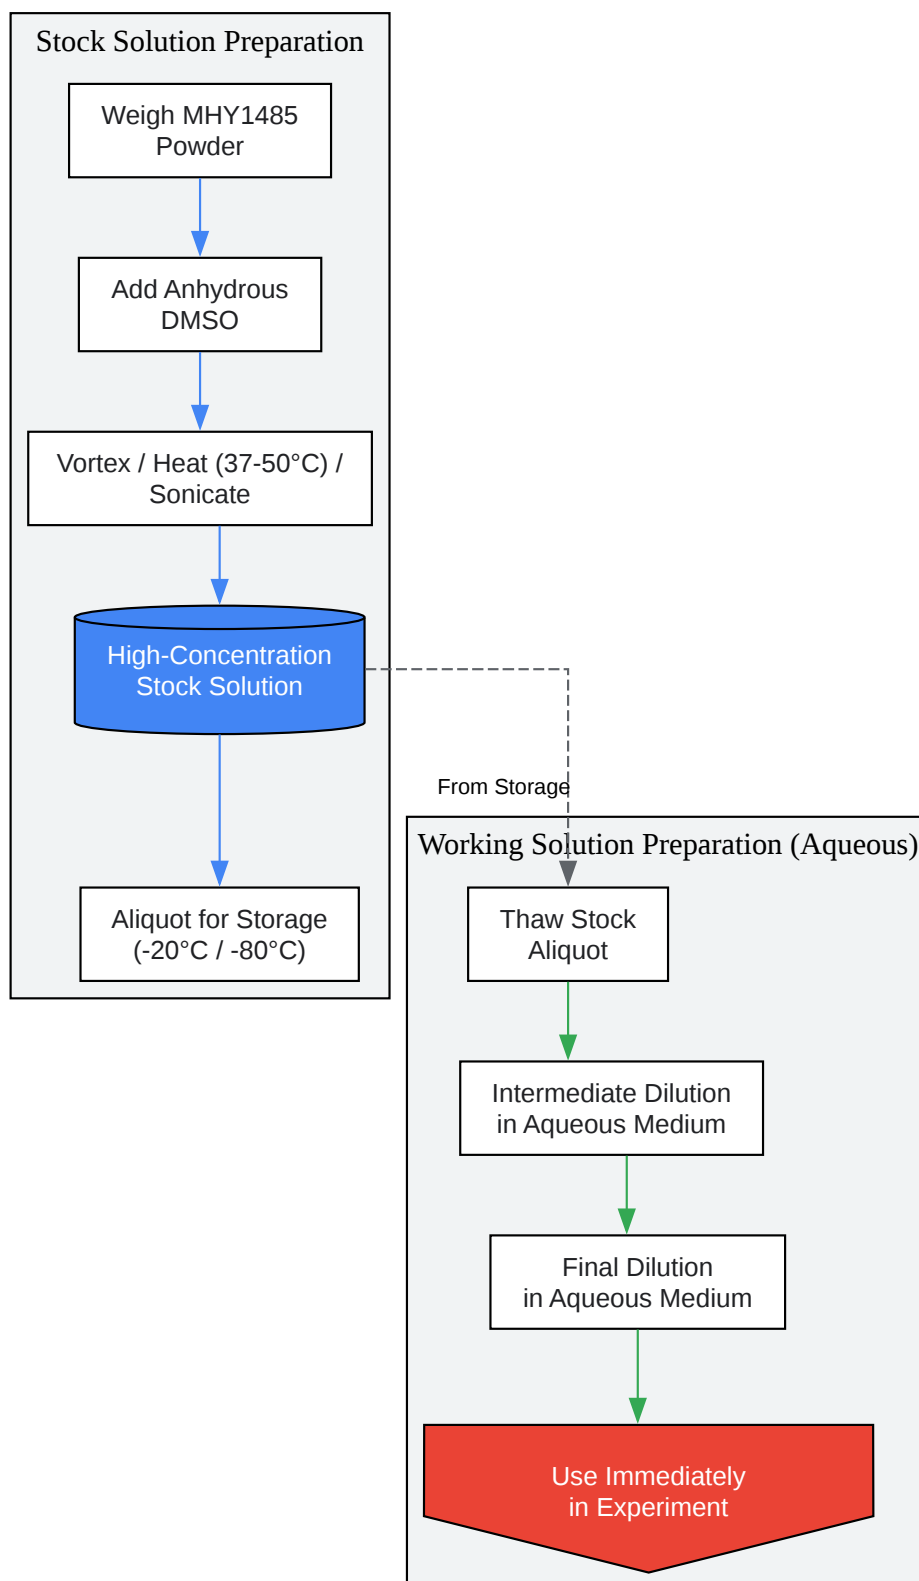 Stock Solution Preparation
Weigh MHY1485
Powder
Add Anhydrous
DMSO
Vortex / Heat (37-50°C) /
Sonicate
High-Concentration
Stock Solution
Aliquot for Storage
(-20°C / -80°C)
From Storage
Working Solution Preparation (Aqueous)
Thaw Stock
Aliquot
Intermediate Dilution
in Aqueous Medium
Final Dilution
in Aqueous Medium
Use Immediately
in Experiment